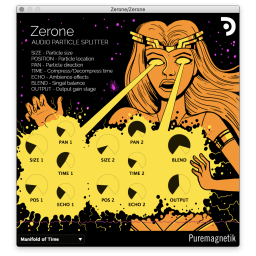 Zerone/Zerone
Zerone
AUDIO PARTICLE SPLITTER
SIZE - Particle size
POSITION - Particle location
PAN - Particle direction
TIME - Compress/Decompress time
ECHO - Ambience effects
BLEND - Singal balance
OUTPUT - Output gain stage
PAN 1
PAN 2
SIZE 1
SIZE 2
BLEND
TIME 1
TIME 2
POS 1
POS 2
OUTPUT
ECHO 1
ECHO 2
Manifold of Time
Puremagnetik